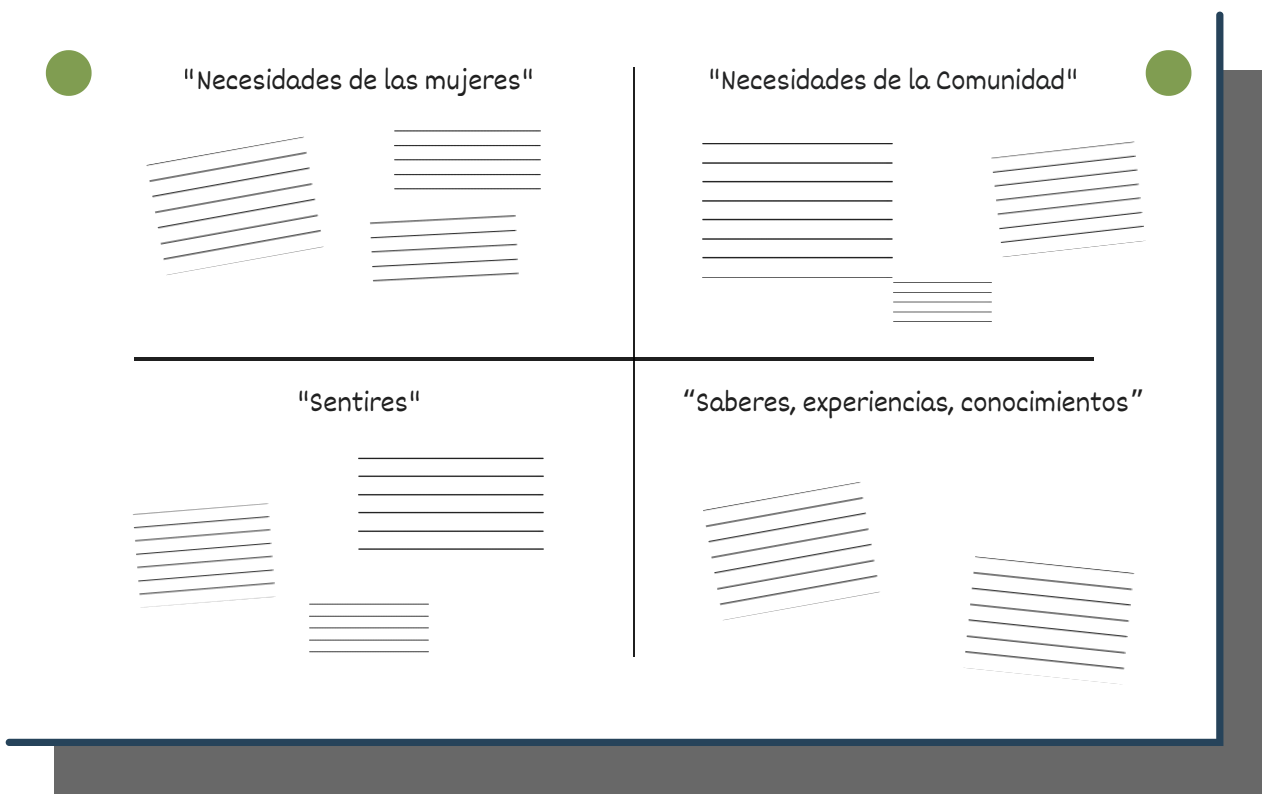 "Necesidades de las mujeres"
"Necesidades de la Comunidad"
"Sentires"
“Saberes, experiencias, conocimientos”